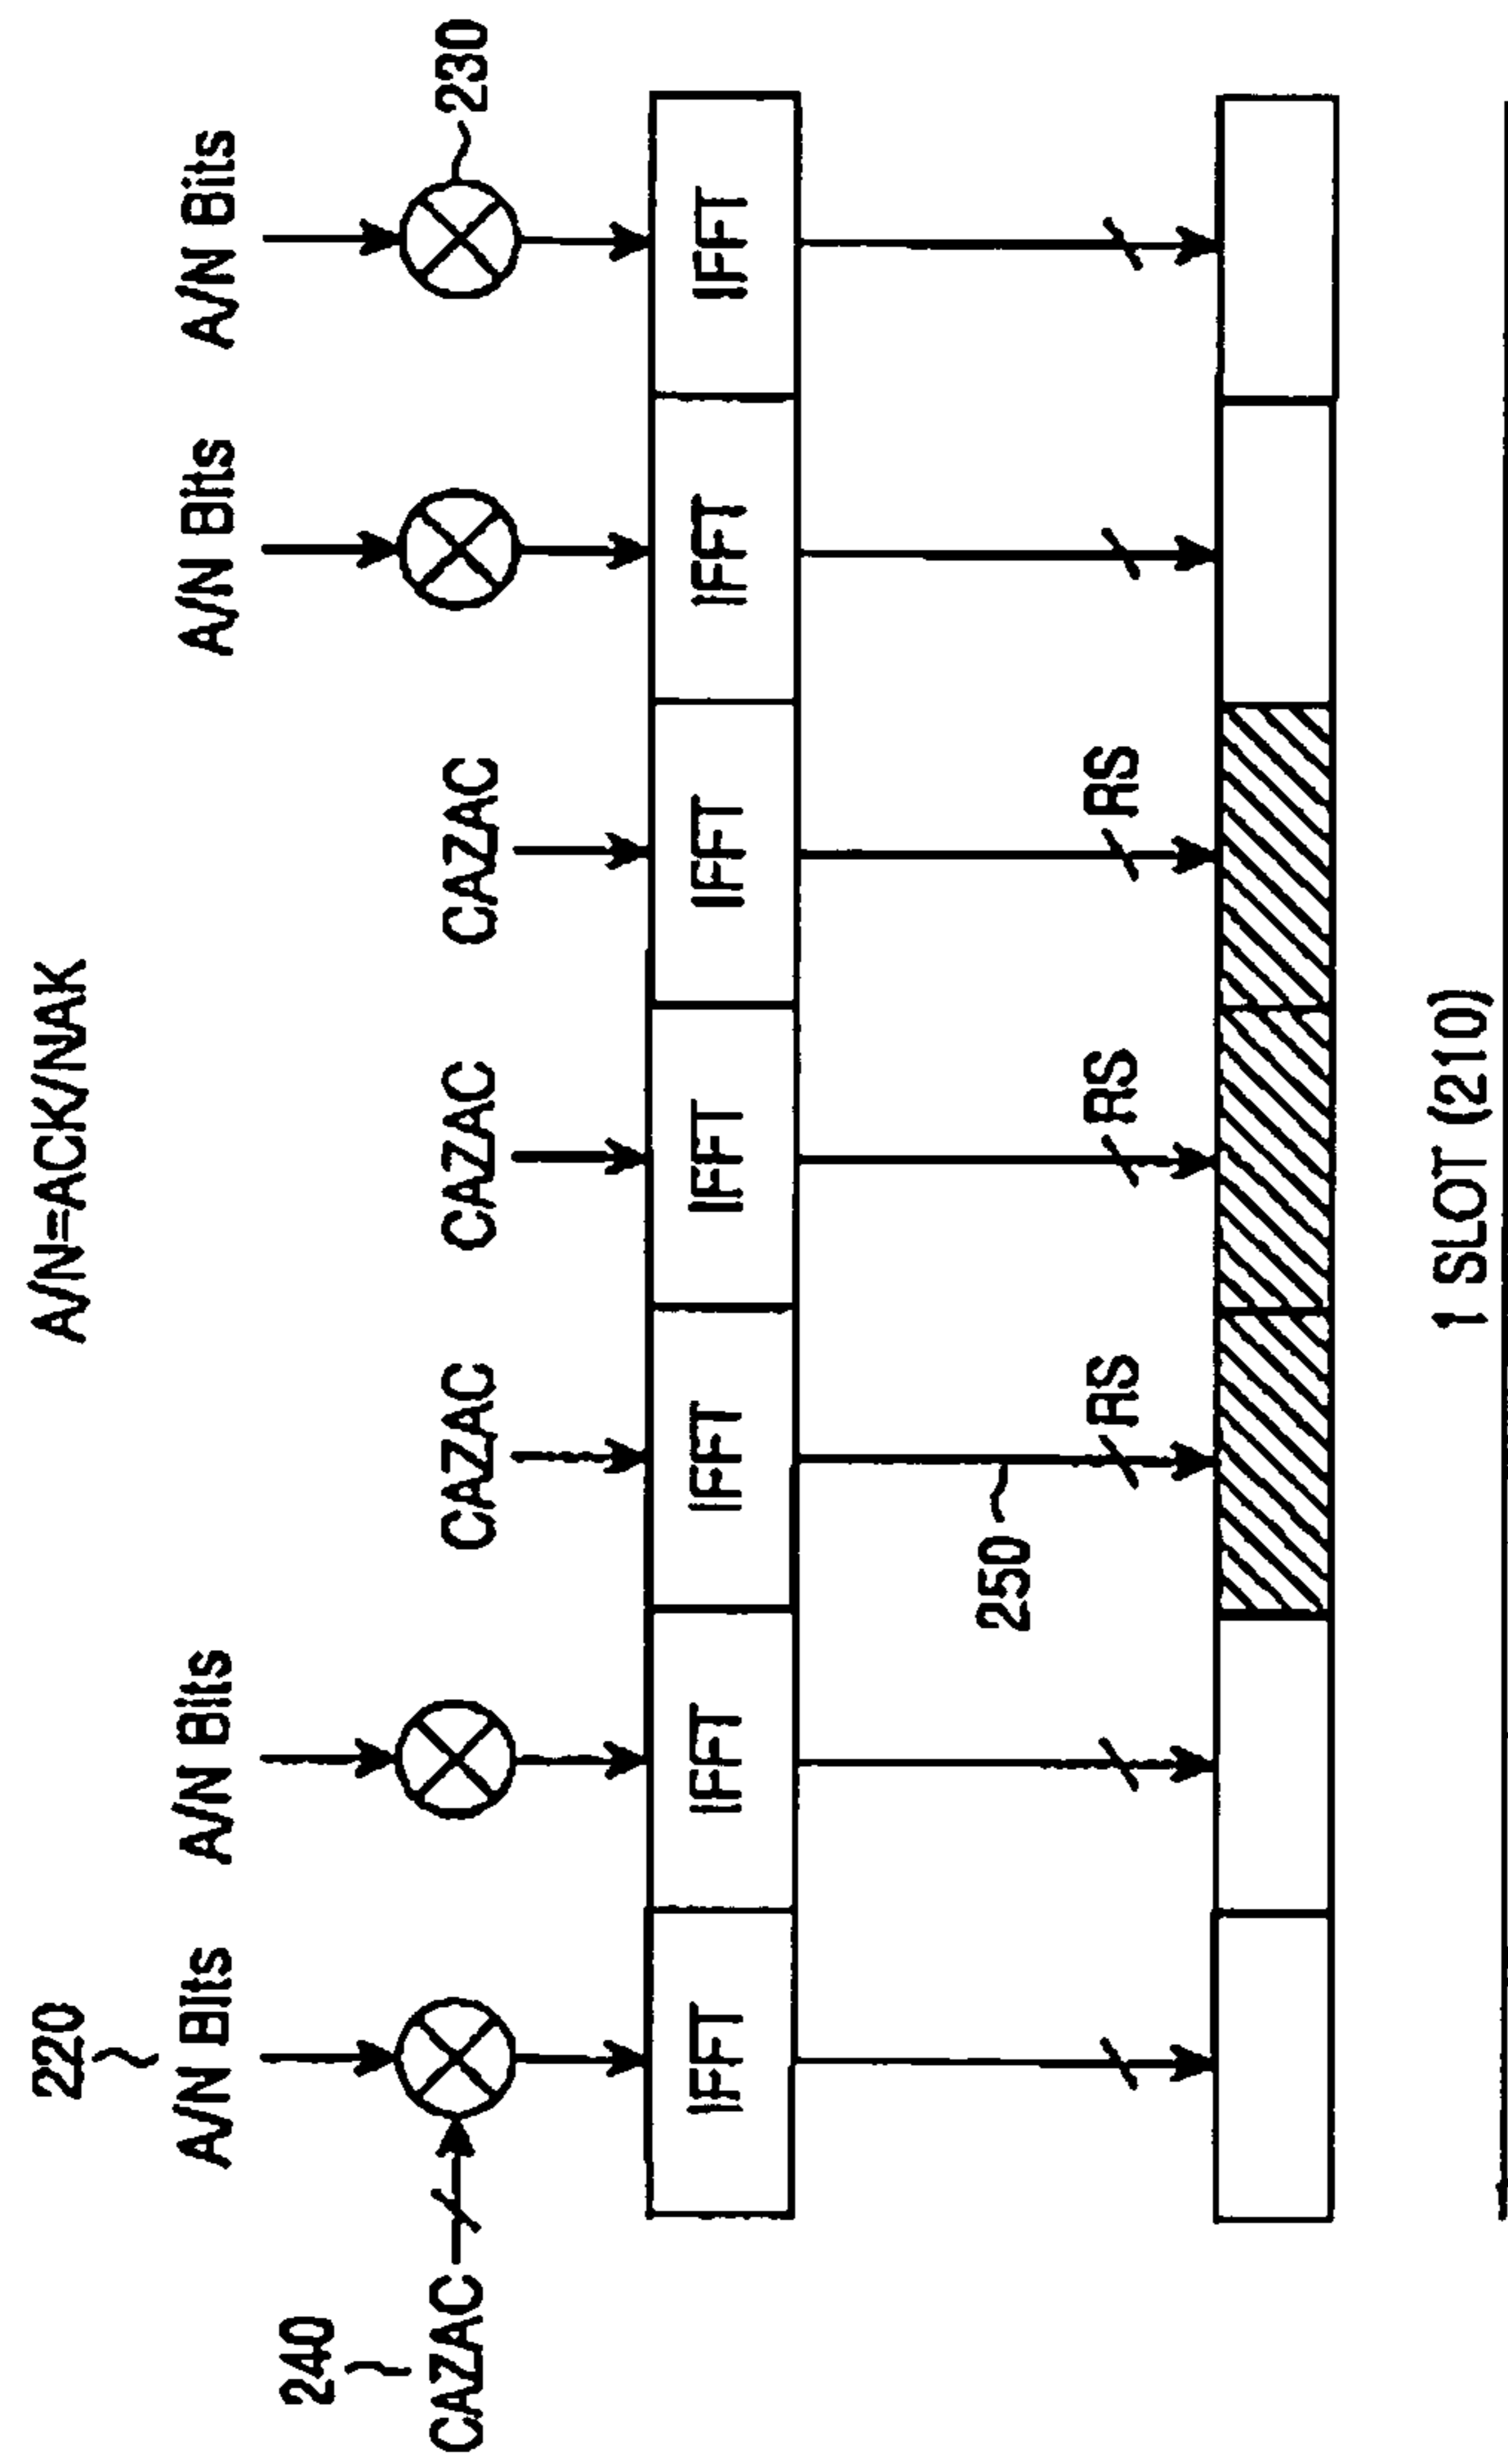 A/N=ACK/NAK
220
A/N Bits
A/N Bits
A/N Bits
A/N Bits
240
CAZAC
CAZAC
CAZAC
CAZAC
230
IFFT
IFFT
IFFT
IFFT
IFFT
IFFT
IFFT
250
RS
RS
RS
1 SLOT (210)